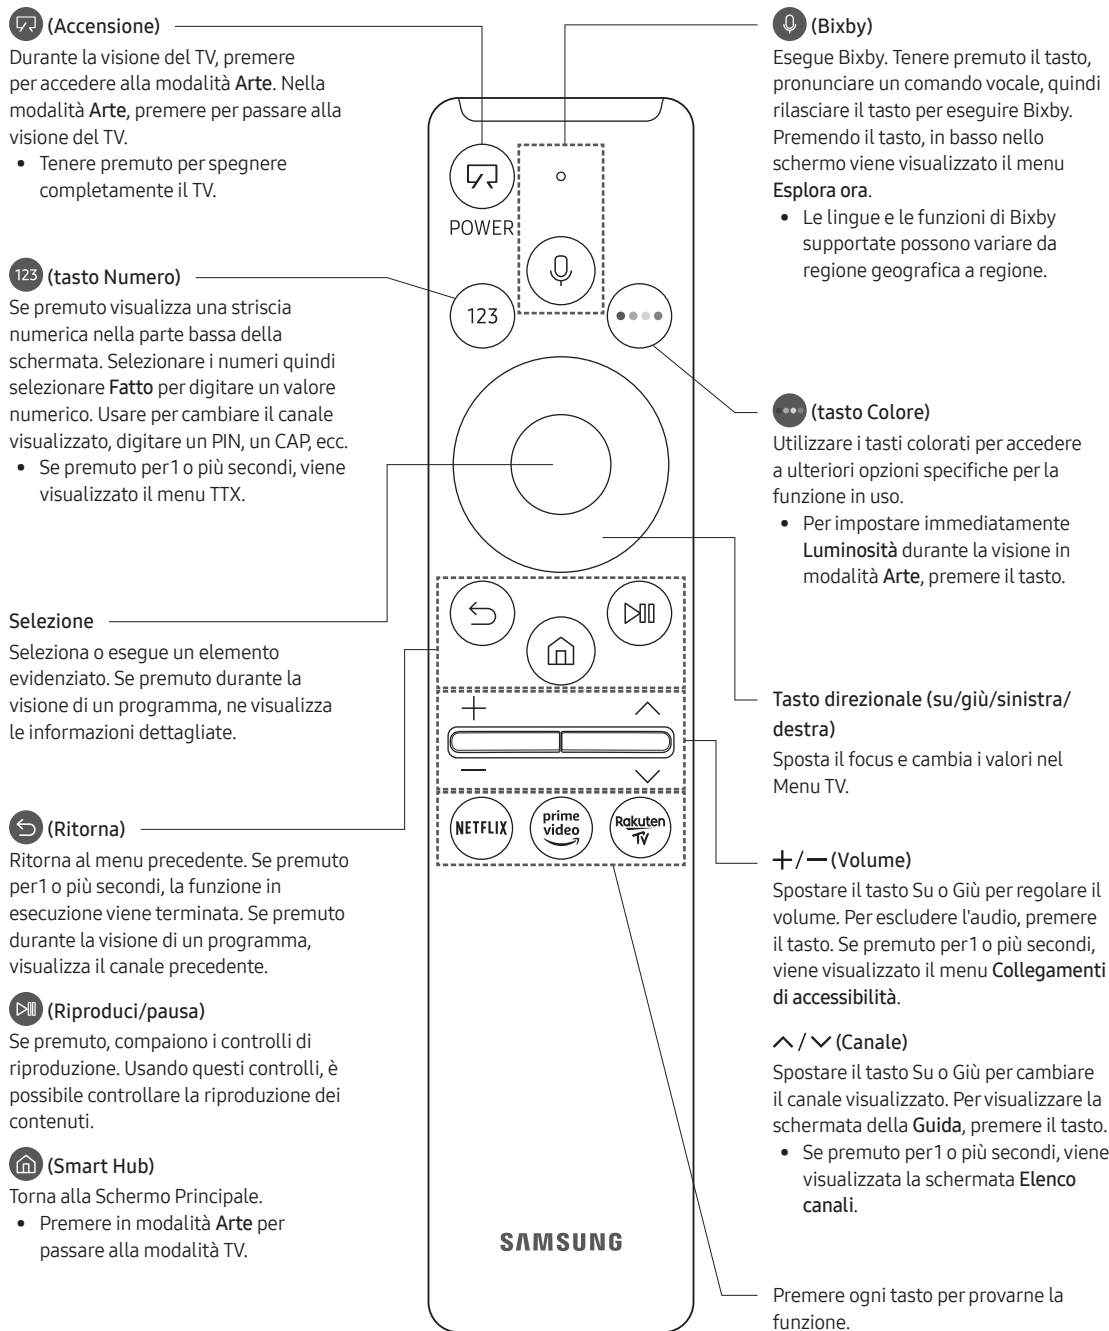 (Accensione)
Durante la visione del TV, premere
per accedere alla modalità Arte. Nella
modalità Arte, premere per passare alla
visione del TV.
• Tenere premuto per spegnere
completamente il TV.
123 (tasto Numero)
Se premuto visualizza una striscia
numerica nella parte bassa della
schermata. Selezionare i numeri quindi
selezionare Fatto per digitare un valore
numerico. Usare per cambiare il canale
visualizzato, digitare un PIN, un CAP, ecc.
• Se premuto per 1 o più secondi, viene
visualizzato il menu TTX.
Selezione
Seleziona o esegue un elemento
evidenziato. Se premuto durante la
visione di un programma, ne visualizza
le informazioni dettagliate.
(Ritorna)
Ritorna al menu precedente. Se premuto
per 1 o più secondi, la funzione in
esecuzione viene terminata. Se premuto
durante la visione di un programma,
visualizza il canale precedente.
(Riproduci/pausa)
Se premuto, compaiono i controlli di
riproduzione. Usando questi controlli, è
possibile controllare la riproduzione dei
contenuti.
(Smart Hub)
Torna alla Schermo Principale.
• Premere in modalità Arte per
passare alla modalità TV.
POWER
123
NETFLIX
prime
video
Rakuten
TV
SAMSUNG
(Bixby)
Esegue Bixby. Tenere premuto il tasto,
pronunciare un comando vocale, quindi
rilasciare il tasto per eseguire Bixby.
Premendo il tasto, in basso nello
schermo viene visualizzato il menu
Esplora ora.
• Le lingue e le funzioni di Bixby
supportate possono variare da
regione geografica a regione.
(tasto Colore)
Utilizzare i tasti colorati per accedere
a ulteriori opzioni specifiche per la
funzione in uso.
• Per impostare immediatamente
Luminosità durante la visione in
modalità Arte, premere il tasto.
Tasto direzionale (su/giù/sinistra/
destra)
Sposta il focus e cambia i valori nel
Menu TV.
+/— (Volume)
Spostare il tasto Su o Giù per regolare il
volume. Per escludere l'audio, premere
il tasto. Se premuto per 1 o più secondi,
viene visualizzato il menu Collegamenti
di accessibilità.
/ (Canale)
Spostare il tasto Su o Giù per cambiare
il canale visualizzato. Per visualizzare la
schermata della Guida, premere il tasto.
• Se premuto per 1 o più secondi, viene
visualizzata la schermata Elenco
canali.
Premere ogni tasto per provarne la
funzione.